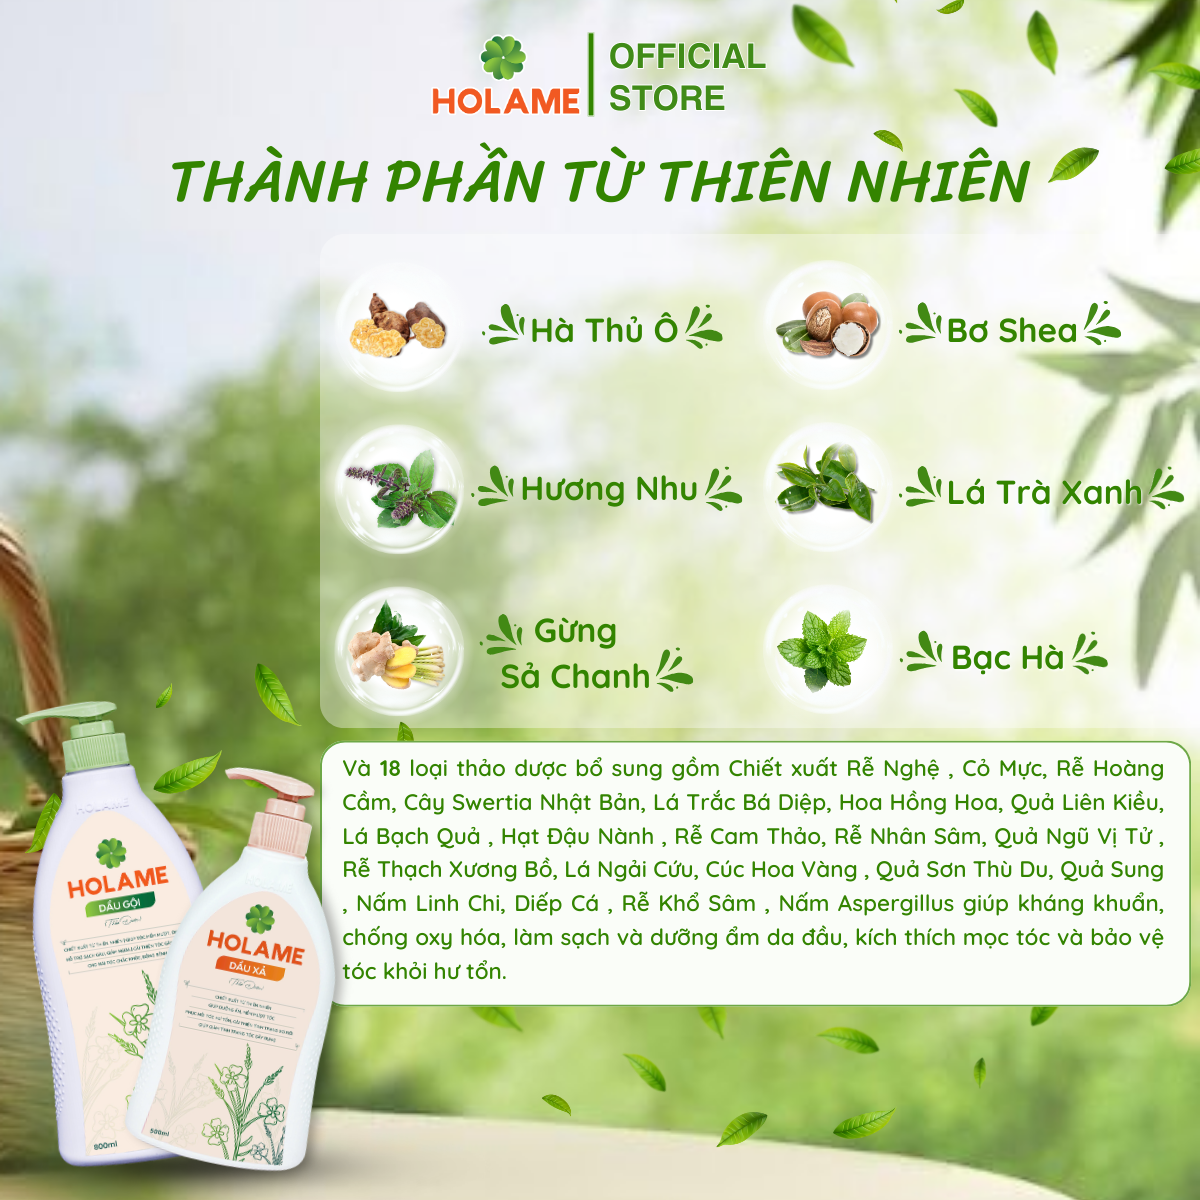 HOLAME
OFFICIAL
STORE
THÀNH PHẦN TỪ THIÊN NHIÊN
Hà Thủ Ô
Bơ Shea
Hương Nhu
Lá Trà Xanh
Gừng
Sả Chanh
Bạc Hà
Và 18 loại thảo dược bổ sung gồm Chiết xuất Rễ Nghệ , Cỏ Mực, Rễ Hoàng
Cầm, Cây Swertia Nhật Bản, Lá Trắc Bá Diệp, Hoa Hồng Hoa, Quả Liên Kiều,
Lá Bạch Quả , Hạt Đậu Nành , Rễ Cam Thảo, Rễ Nhân Sâm, Quả Ngũ Vị Tử ,
Rễ Thạch Xương Bồ, Lá Ngải Cứu, Cúc Hoa Vàng , Quả Sơn Thù Du, Quả Sung
, Nấm Linh Chi, Diếp Cá , Rễ Khổ Sâm , Nấm Aspergillus giúp kháng khuẩn,
chống oxy hóa, làm sạch và dưỡng ẩm da đầu, kích thích mọc tóc và bảo vệ
tóc khỏi hư tổn.
HOLAME
HOLAME
DẦU GỘI
800ml
HOLAME
DẦU XẢ
CHIẾT XUẤT TỪ THIÊN NHIÊN
500ml